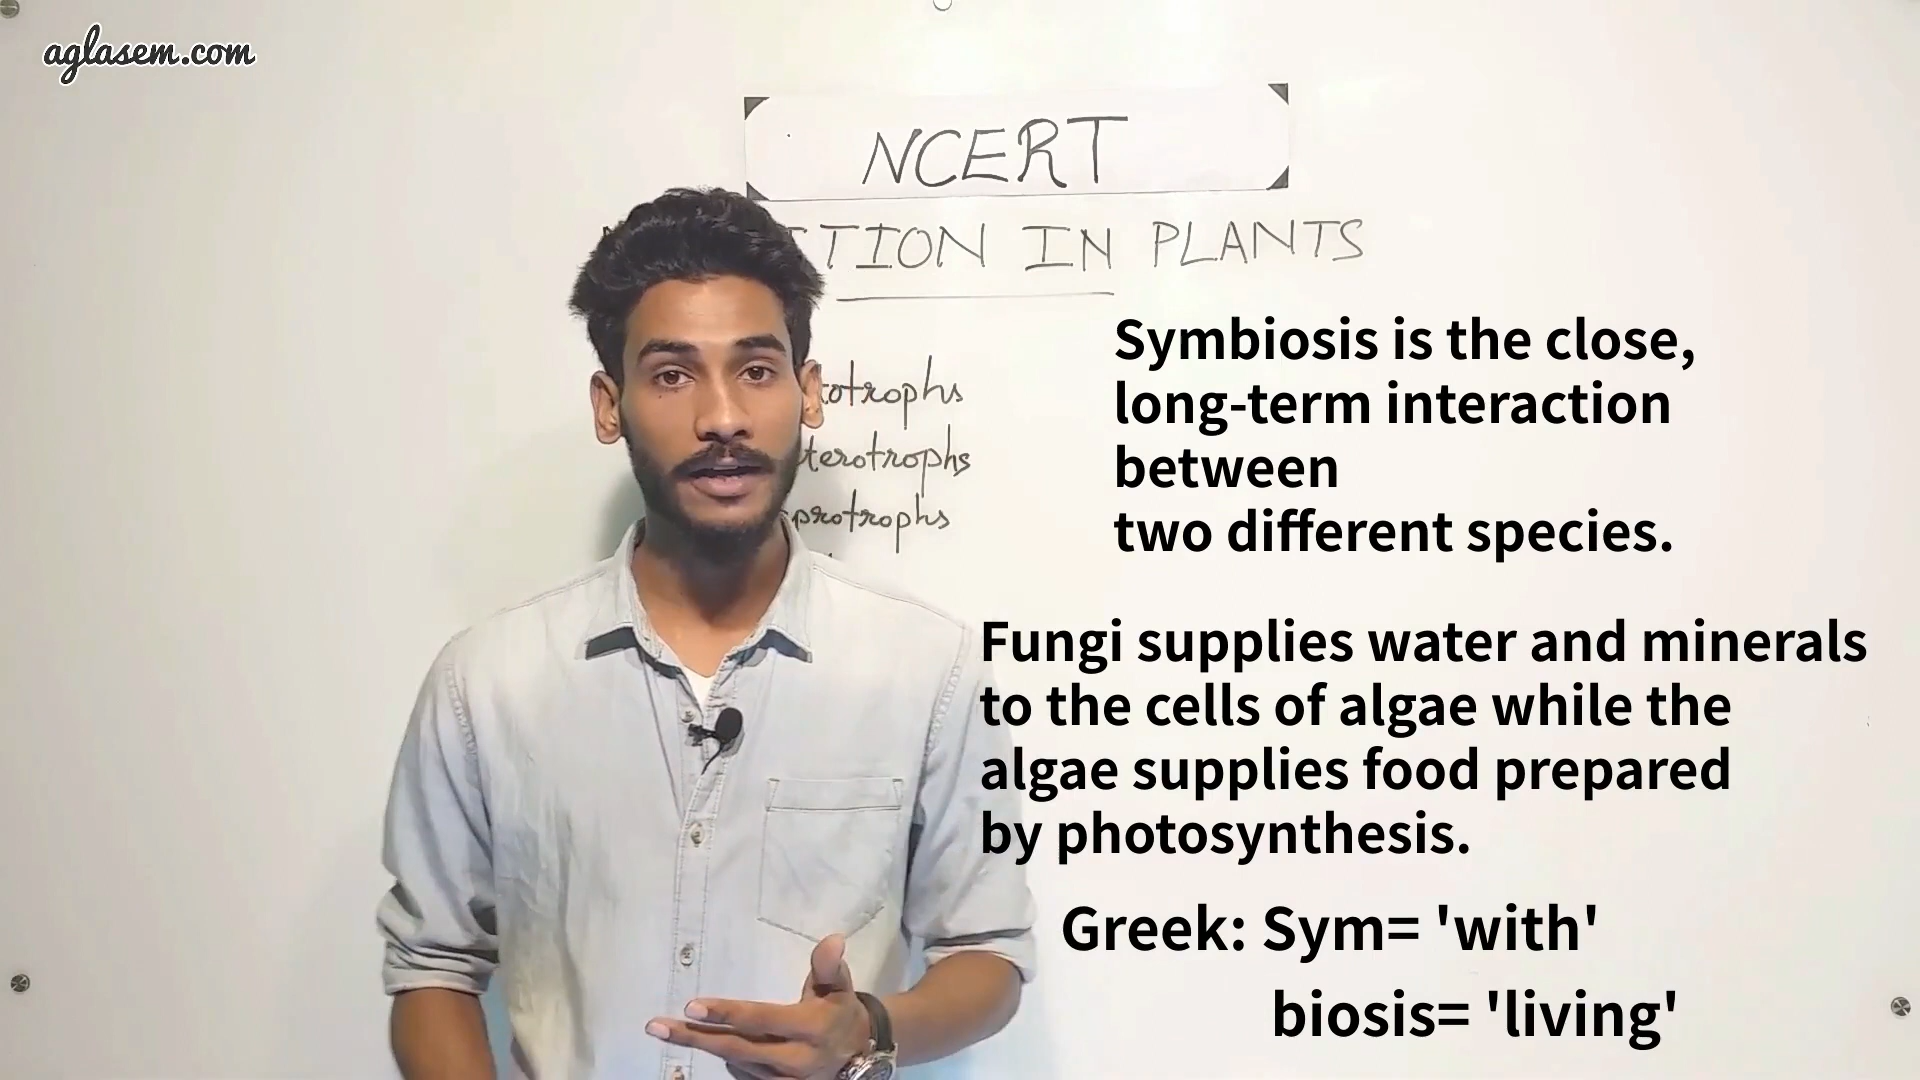 aglasem.com
NCERT
IN PLANTS
Symbiosis is the close,
long-term interaction
between
two different species.
Fungi supplies water and minerals
to the cells of algae while the
algae supplies food prepared
by photosynthesis.
Greek: Sym= 'with'
biosis= 'living'